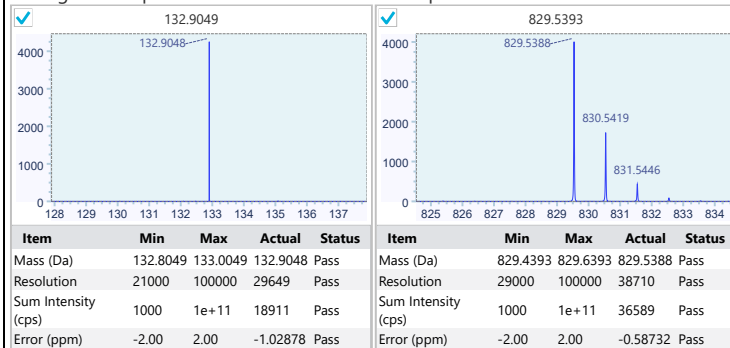 132.9049
132.9048
4000
3000
2000
1000
0
128 129 130 131 132 133 134 135 136 137
Item Min Max Actual Status
Mass (Da) 132.8049 133.0049 132.9048 Pass
Resolution 21000 100000 29649 Pass
Sum Intensity
(cps) 1000 1e+11 18911 Pass
Error (ppm) -2.00 2.00 -1.02878 Pass
829.5393
829.5388
830.5419
831.5446
4000
3000
2000
1000
0
825 826 827 828 829 830 831 832 833 834
Item Min Max Actual Status
Mass (Da) 829.4393 829.6393 829.5388 Pass
Resolution 29000 100000 38710 Pass
Sum Intensity
(cps) 1000 1e+11 36589 Pass
Error (ppm) -2.00 2.00 -0.58732 Pass